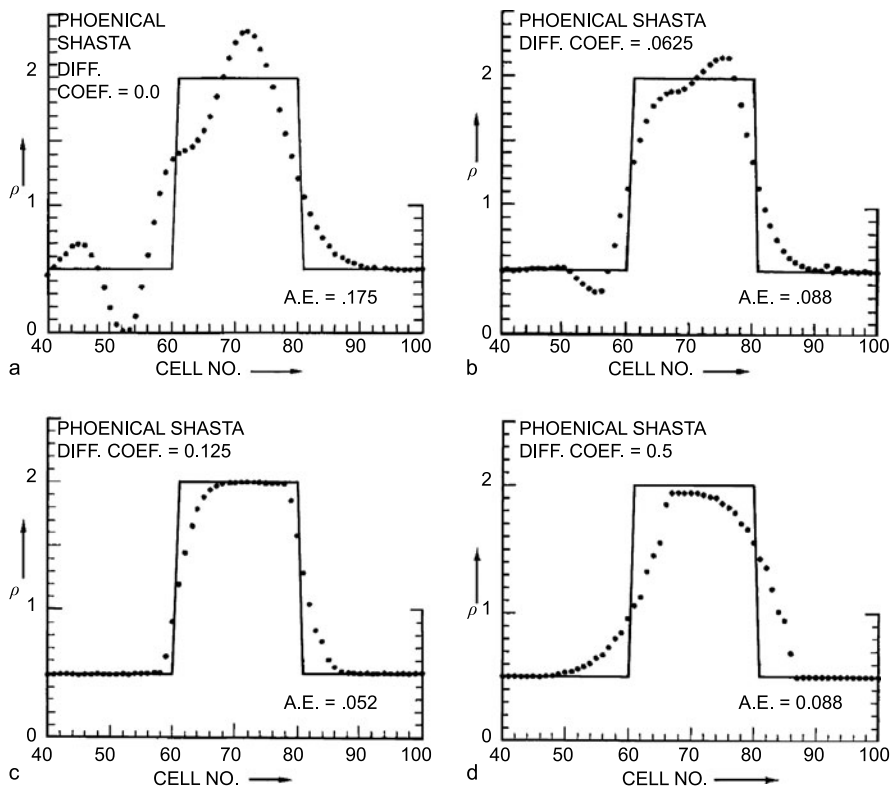 PHOENICAL
SHASTA
DIFF.
COEF. = 0.0
2
1
0
ρ
A.E. = .175
40 50 60 70 80 90 100
CELL NO.
a
PHOENICAL SHASTA
DIFF. COEF. = .0625
2
1
0
ρ
A.E. = .088
40 50 60 70 80 90 100
CELL NO.
b
PHOENICAL SHASTA
DIFF. COEF. = 0.125
2
1
0
ρ
A.E. = .052
40 50 60 70 80 90 100
CELL NO.
c
PHOENICAL SHASTA
DIFF. COEF. = 0.5
2
1
0
ρ
A.E. = 0.088
40 50 60 70 80 90 100
CELL NO.
d